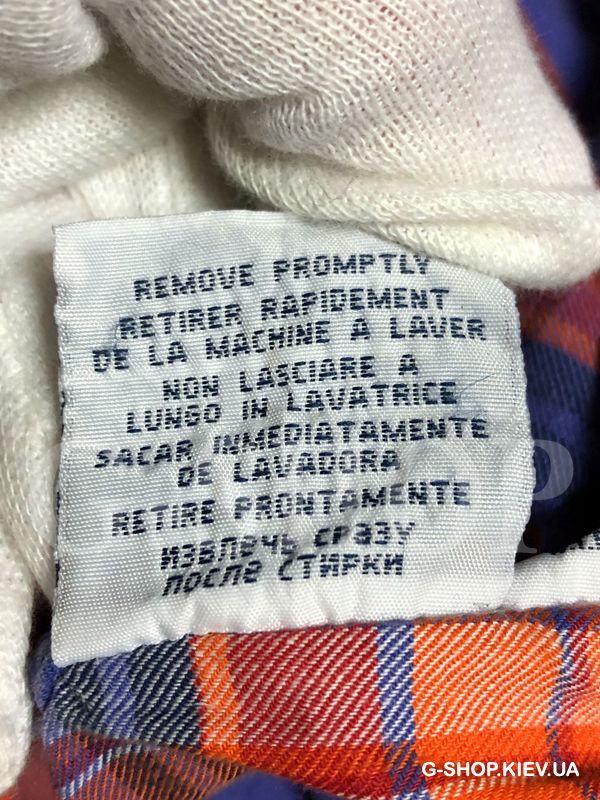 REMOVE PROMPTLY
RETIRER RAPIDEMENT
DE LA MACHINE A LAVER
NON LASCIARE A
LUNGO IN LAVATRICE
SACAR INMEDIATAMENTE
DE LAVADORA
RETIRE PRONTAMENTE
ИЗВЛЕЧЬ СРАЗУ
ПОСЛЕ СТИРКИ
G-SHOP.KIEV.UA